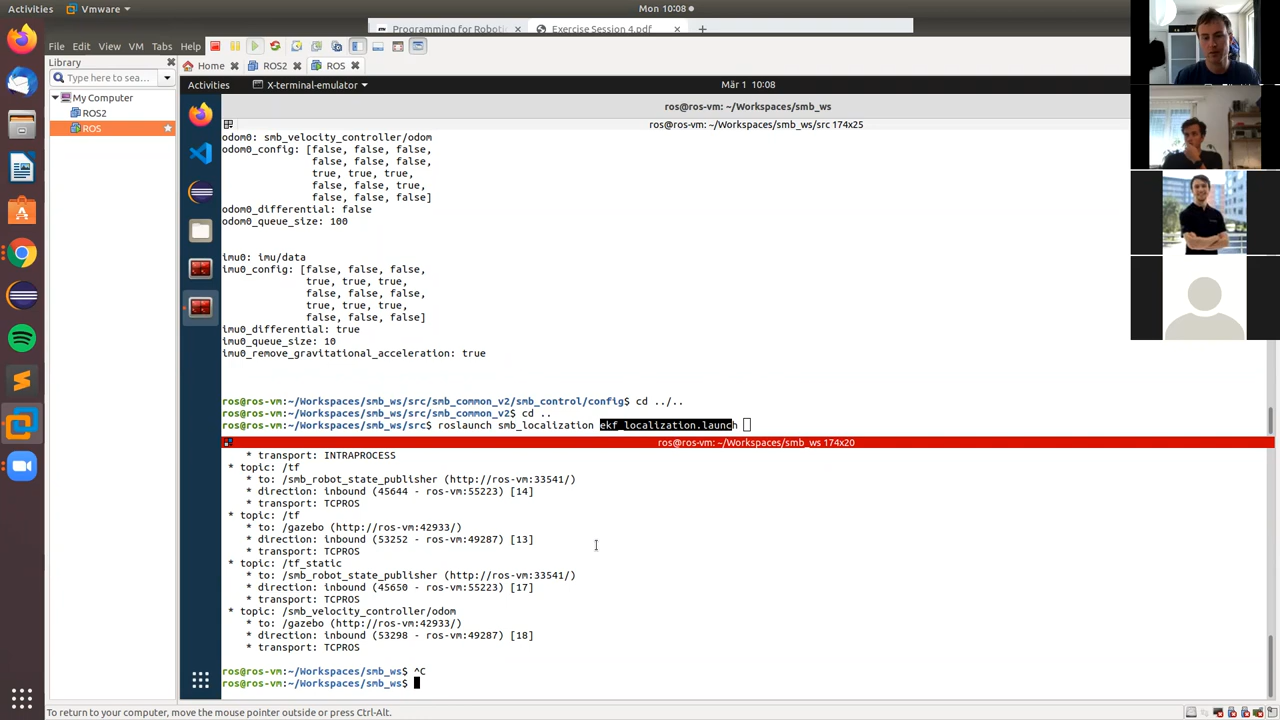 Activities
Vmware
Mon 10:08
Programming for Roboti
Exercise Session 4.pdf
File Edit View VM Tabs Help
Library
Type here to sea...
My Computer
ROS2
ROS
Home
ROS2
ROS
Activities
X-terminal-emulator
Mär 1 10:08
ros@ros-vm: ~/Workspaces/smb_ws
ros@ros-vm: ~/Workspaces/smb_ws/src 174x25
odom0: smb_velocity_controller/odom
odom0_config: [false, false, false,
false, false, false,
true, true, true,
false, false, true,
false, false, false]
odom0_differential: false
odom0_queue_size: 100
imu0: imu/data
imu0_config: [false, false, false,
true, true, true,
false, false, false,
true, true, true,
false, false, false]
imu0_differential: true
imu0_queue_size: 10
imu0_remove_gravitational_acceleration: true
ros@ros-vm:~/Workspaces/smb_ws/src/smb_common_v2/smb_control/config$ cd ../..
ros@ros-vm:~/Workspaces/smb_ws/src/smb_common_v2$ cd ..
ros@ros-vm:~/Workspaces/smb_ws/src$ roslaunch smb_localization ekf_localization.launch
ros@ros-vm: ~/Workspaces/smb_ws 174x20
* transport: INTRAPROCESS
* topic: /tf
* to: /smb_robot_state_publisher (http://ros-vm:33541/)
* direction: inbound (45644 - ros-vm:55223) [14]
* transport: TCPROS
* topic: /tf
* to: /gazebo (http://ros-vm:42933/)
* direction: inbound (53252 - ros-vm:49287) [13]
* transport: TCPROS
* topic: /tf_static
* to: /smb_robot_state_publisher (http://ros-vm:33541/)
* direction: inbound (45650 - ros-vm:55223) [17]
* transport: TCPROS
* topic: /smb_velocity_controller/odom
* to: /gazebo (http://ros-vm:42933/)
* direction: inbound (53298 - ros-vm:49287) [18]
* transport: TCPROS
ros@ros-vm:~/Workspaces/smb_ws$ ^C
ros@ros-vm:~/Workspaces/smb_ws$
To return to your computer, move the mouse pointer outside or press Ctrl-Alt.